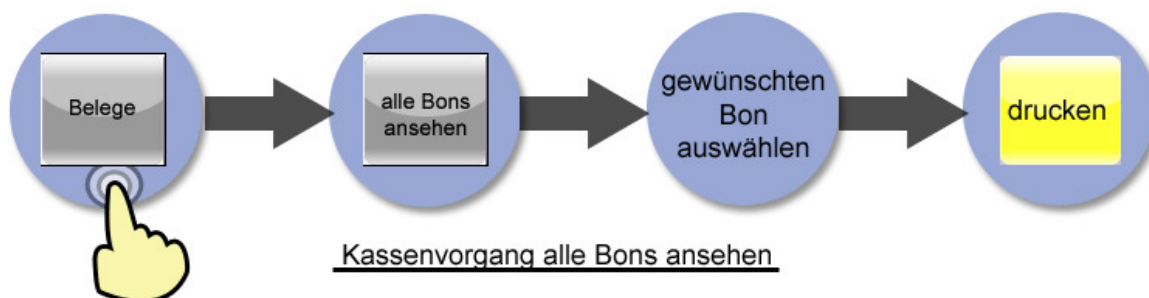 Belege
alle Bons
ansehen
gewünschten
Bon
auswählen
drucken
Kassenvorgang alle Bons ansehen